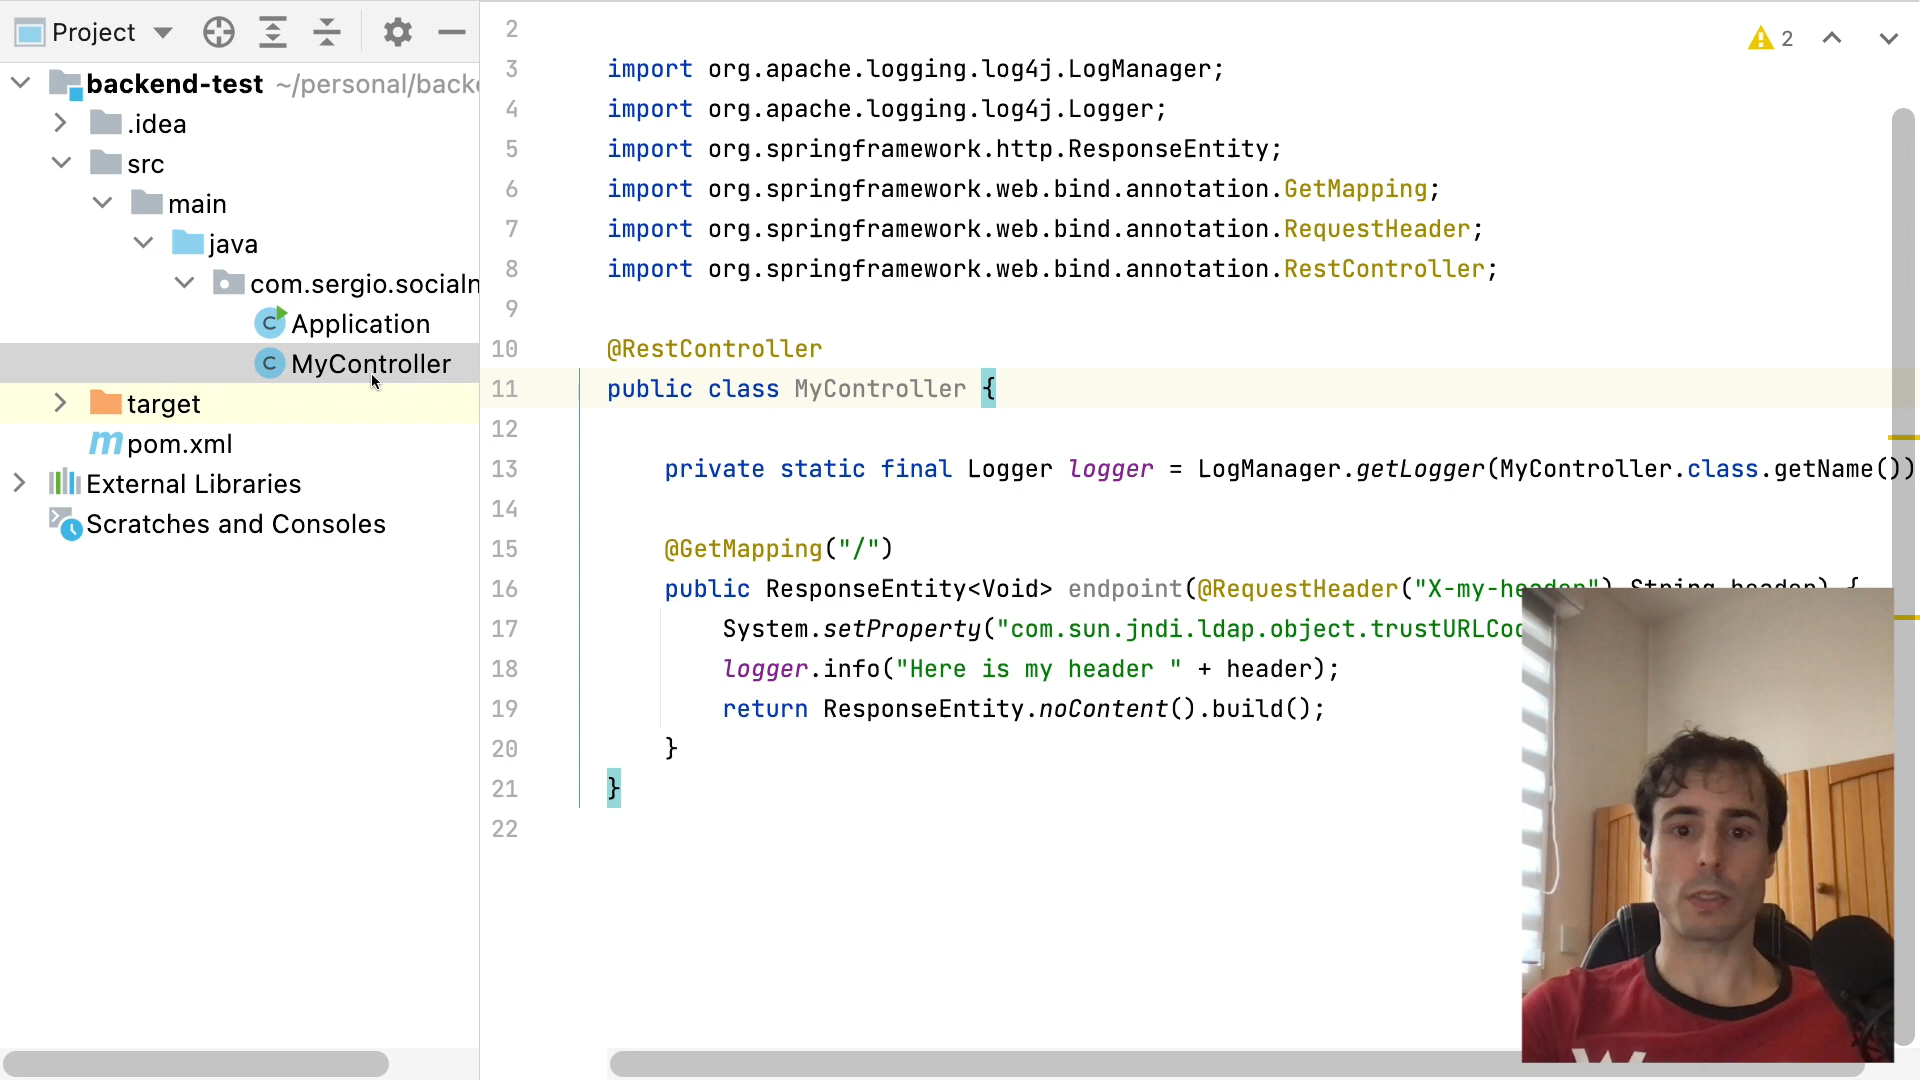 Project
backend-test ~/personal/back
.idea
src
main
java
com.sergio.socialn
Application
MyController
target
pom.xml
External Libraries
Scratches and Consoles
2
2
3 import org.apache.logging.log4j.LogManager;
4 import org.apache.logging.log4j.Logger;
5 import org.springframework.http.ResponseEntity;
6 import org.springframework.web.bind.annotation.GetMapping;
7 import org.springframework.web.bind.annotation.RequestHeader;
8 import org.springframework.web.bind.annotation.RestController;
9
10 @RestController
11 public class MyController {
12
13 private static final Logger logger = LogManager.getLogger(MyController.class.getName())
14
15 @GetMapping("/")
16 public ResponseEntity<Void> endpoint(@RequestHeader("X-my-header") String header) {
17 System.setProperty("com.sun.jndi.ldap.object.trustURLCod
18 logger.info("Here is my header " + header);
19 return ResponseEntity.noContent().build();
20 }
21 }
22